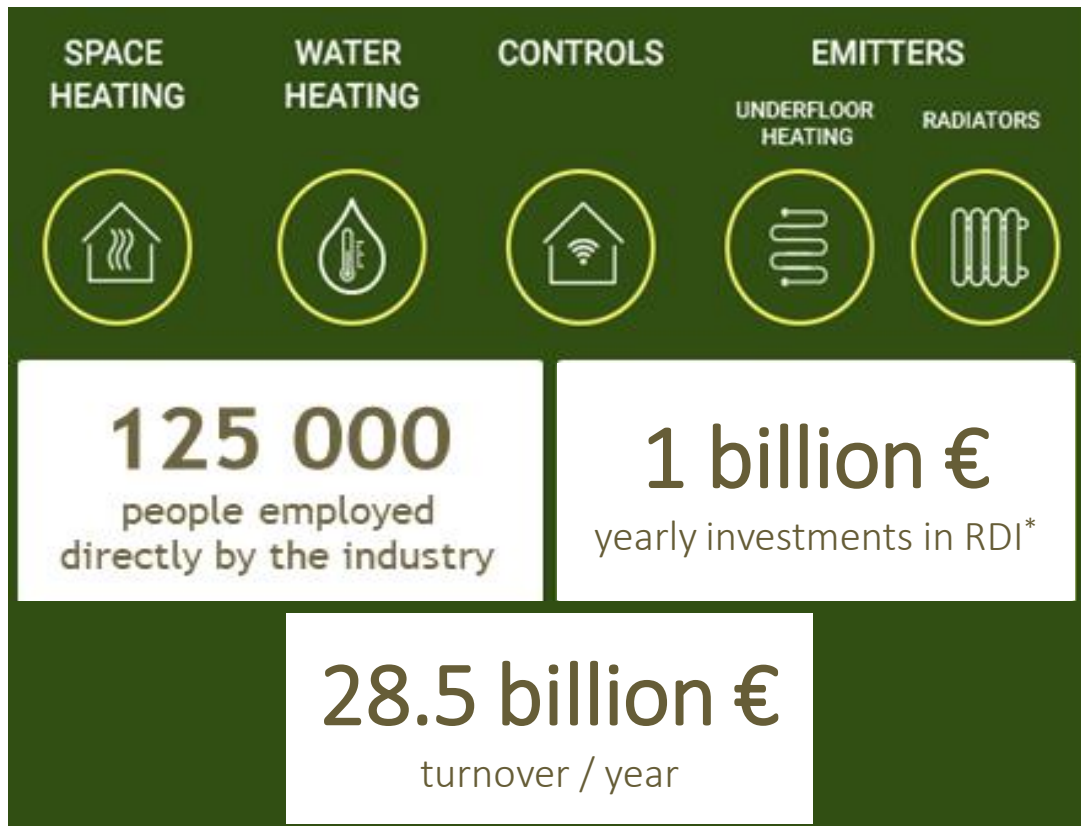 SPACE
HEATING
WATER
HEATING
CONTROLS
EMITTERS
UNDERFLOOR
HEATING
RADIATORS
125 000
people employed
directly by the industry
1 billion €
yearly investments in RDI*
28.5 billion €
turnover / year